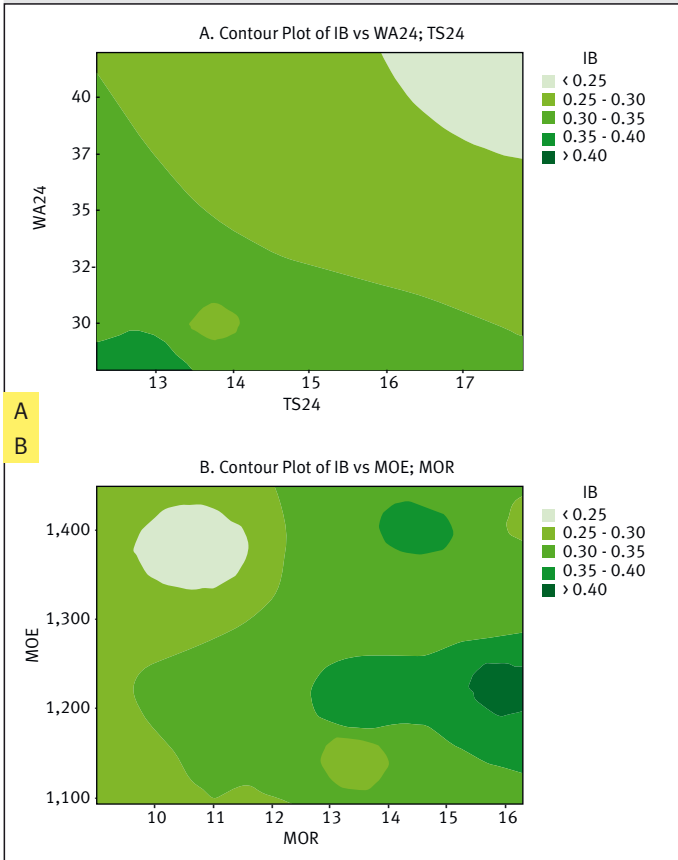 A. Contour Plot of IB vs WA24; TS24
IB
‹ 0.25
0.25 - 0.30
0.30 - 0.35
0.35 - 0.40
› 0.40
WA24
40
37
35
32
30
13 14 15 16 17
TS24
A
B
B. Contour Plot of IB vs MOE; MOR
IB
‹ 0.25
0.25 - 0.30
0.30 - 0.35
0.35 - 0.40
› 0.40
MOE
1,400
1,300
1,200
1,100
10 11 12 13 14 15 16
MOR